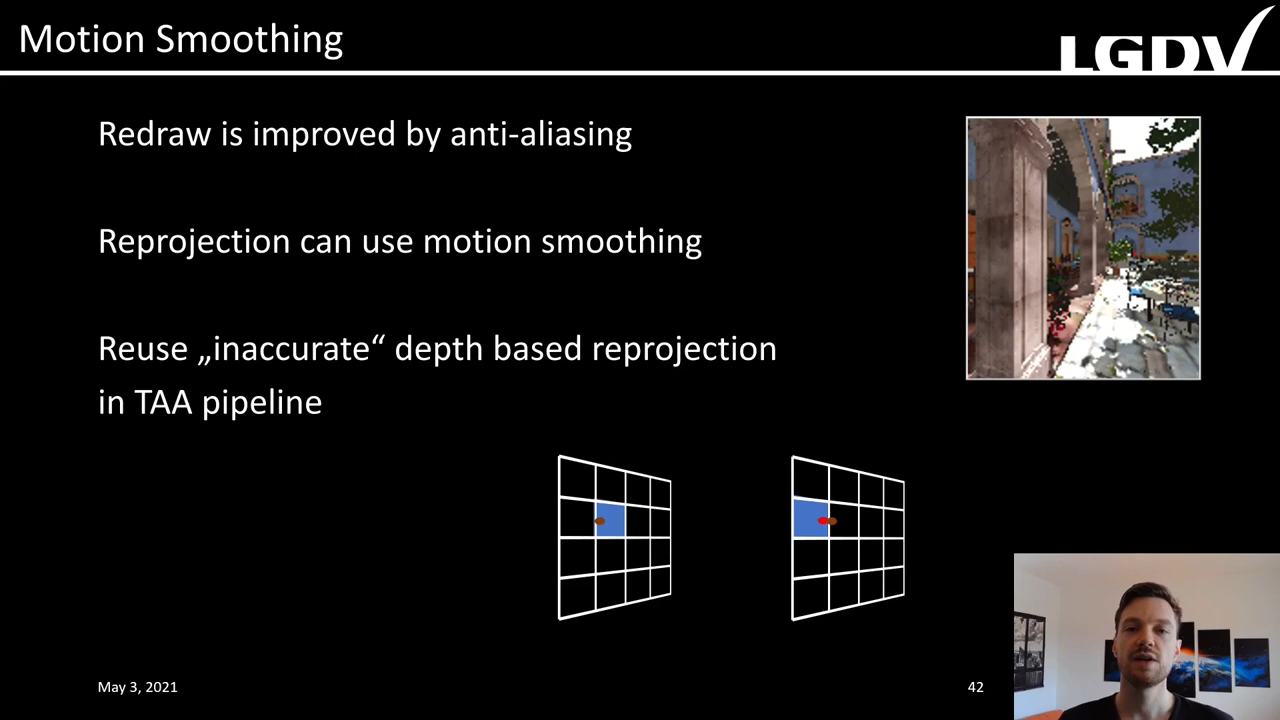 Motion Smoothing
LGDV
Redraw is improved by anti-aliasing
Reprojection can use motion smoothing
Reuse „inaccurate“ depth based reprojection
in TAA pipeline
May 3, 2021
42